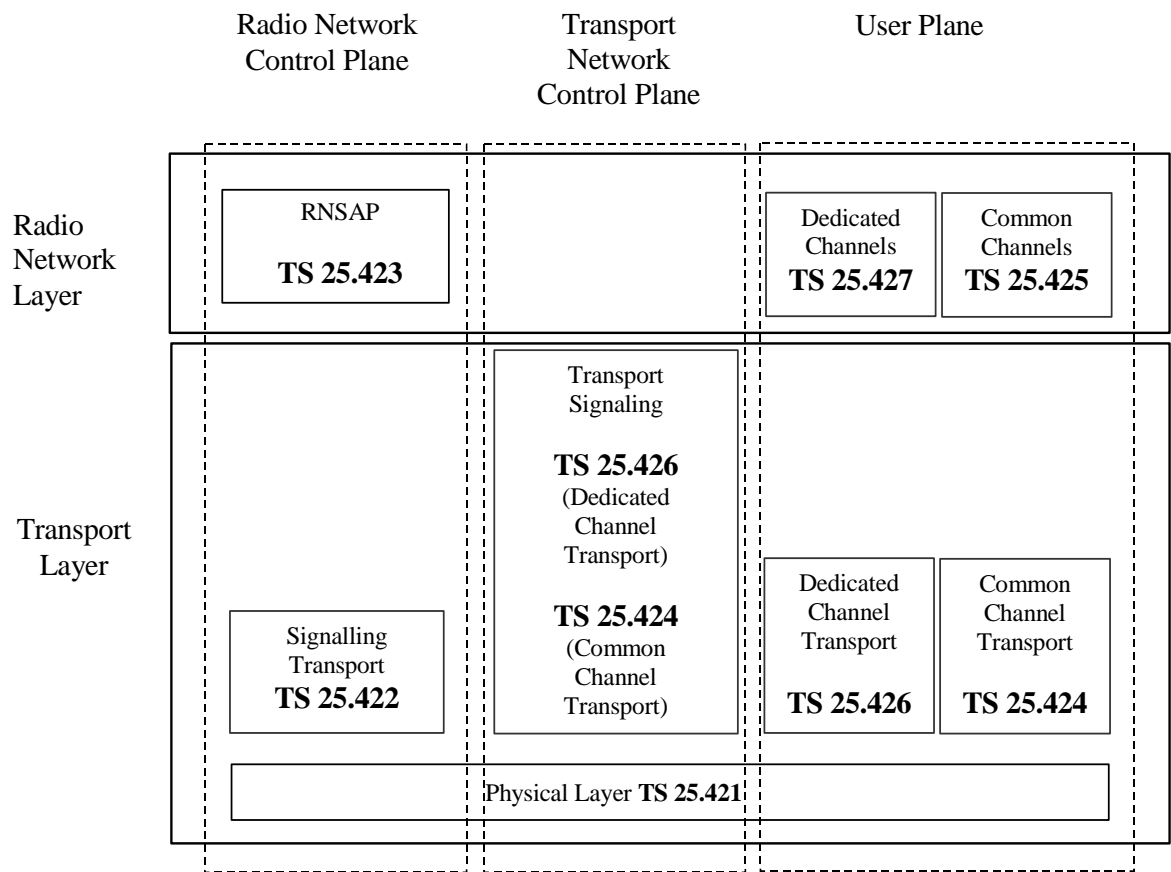 Radio Network
Control Plane
Transport
Network
Control Plane
User Plane
Radio
Network
Layer
RNSAP
TS 25.423
Dedicated
Channels
TS 25.427
Common
Channels
TS 25.425
Transport
Layer
Transport
Signaling
TS 25.426
(Dedicated
Channel
Transport)
TS 25.424
(Common
Channel
Transport)
Signalling
Transport
TS 25.422
Dedicated
Channel
Transport
TS 25.426
Common
Channel
Transport
TS 25.424
Physical Layer TS 25.421